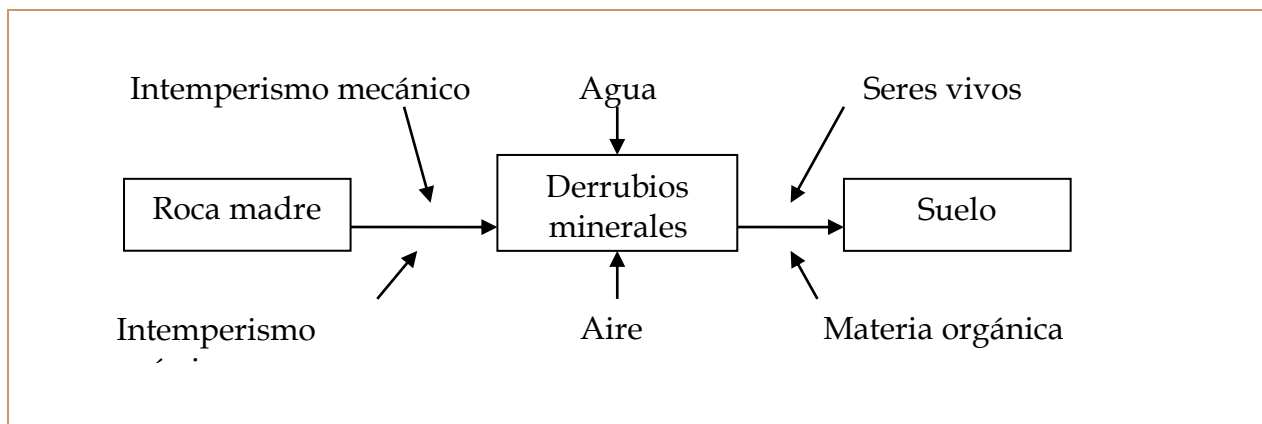 Intemperismo mecánico
Agua
Seres vivos
Roca madre
Derrubios
minerales
Suelo
Intemperismo
Aire
Materia orgánica